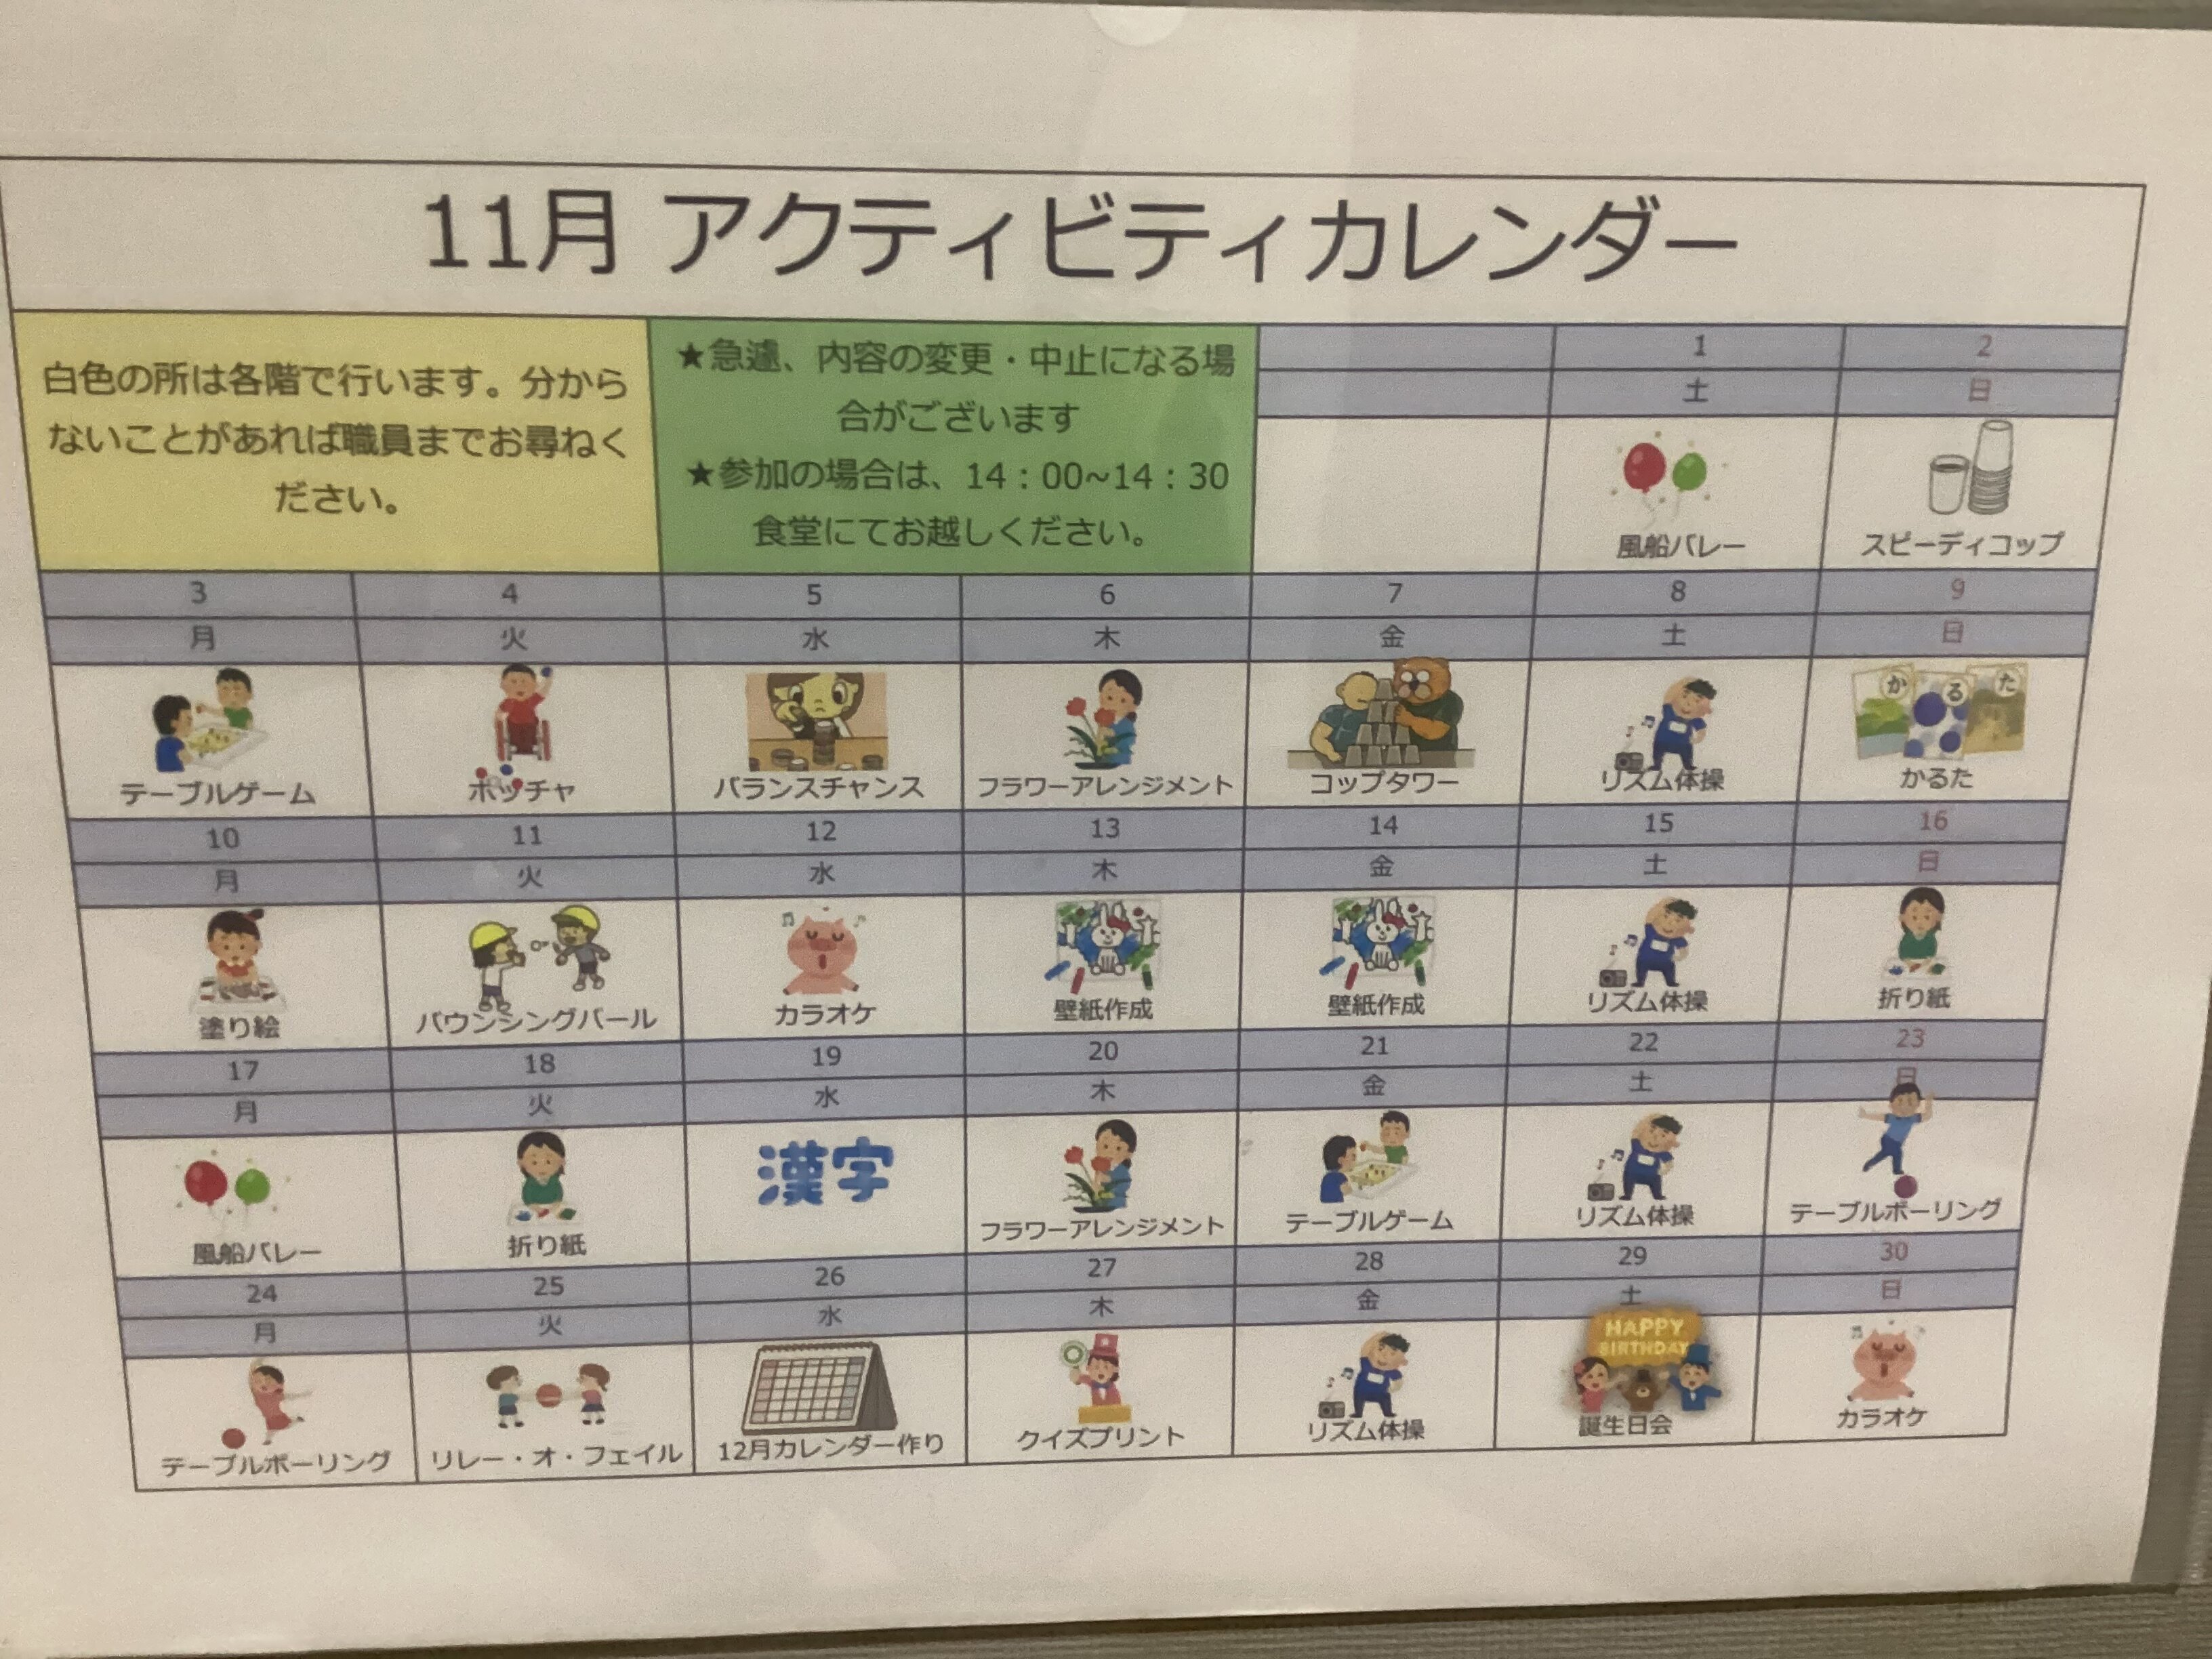 11月 アクティビティカレンダー
白色の所は各階で行います。分から
ないことがあれば職員までお尋ねく
ださい。
★急遽、内容の変更・中止になる場
合がございます
★参加の場合は、14：00~14：30
食堂にてお越しください。
1 2
土 日
風船バレー スピーディコップ
3 4 5 6 7 8 9
月 火 水 木 金 土 日
か る た
テーブルゲーム ボッチャ バランスチャンス フラワーアレンジメント コップタワー リズム体操 かるた
10 11 12 13 14 15 16
月 火 水 木 金 土 日
塗り絵 バウンシングバール カラオケ 壁紙作成 壁紙作成 リズム体操 折り紙
17 18 19 20 21 22 23
月 火 水 木 金 土 日
漢字
風船バレー 折り紙 フラワーアレンジメント テーブルゲーム リズム体操 テーブルボーリング
24 25 26 27 28 29 30
月 火 水 木 金 土 日
HAPPY
BIRTHDAY
テーブルボーリング リレー・オ・フェイル 12月カレンダー作り クイズプリント リズム体操 誕生日会 カラオケ